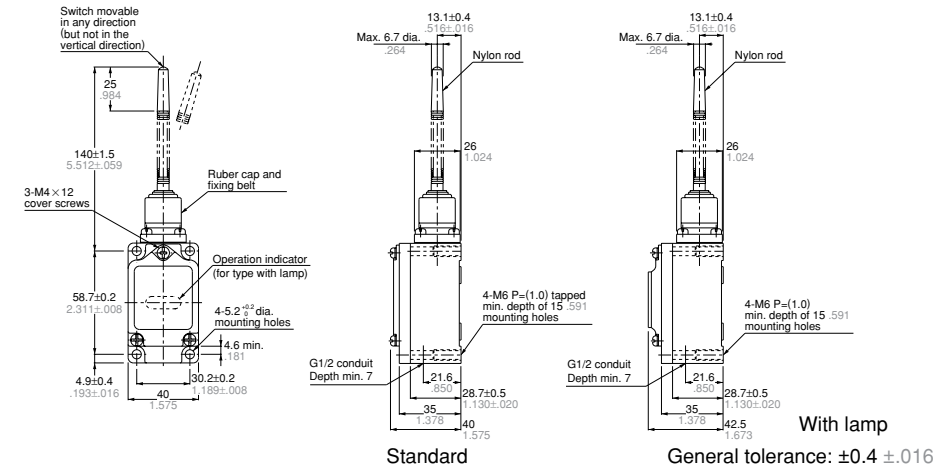 Switch movable
in any direction
(but not in the
vertical direction)
25
.984
140±1.5
5.512±.059
3-M4×12
cover screws
Ruber cap and
fixing belt
Operation indicator
(for type with lamp)
58.7±0.2
2.311±.008
4-5.2 +0.2 0 dia.
mounting holes
4.6 min.
.181
4.9±0.4
.193±.016
30.2±0.2
1.189±.008
40
1.575
13.1±0.4
.516±.016
Max. 6.7 dia.
.264
Nylon rod
26
1.024
4-M6 P=(1.0) tapped
min. depth of 15 .591
mounting holes
G1/2 conduit
Depth min. 7
21.6
.850
28.7±0.5
1.130±.020
35
1.378
40
1.575
Standard
13.1±0.4
.516±.016
Max. 6.7 dia.
.264
Nylon rod
26
1.024
4-M6 P=(1.0)
min. depth of 15 .591
mounting holes
G1/2 conduit
Depth min. 7
21.6
.850
28.7±0.5
1.130±.020
35
1.378
42.5
1.673
With lamp
General tolerance: ±0.4 ±.016